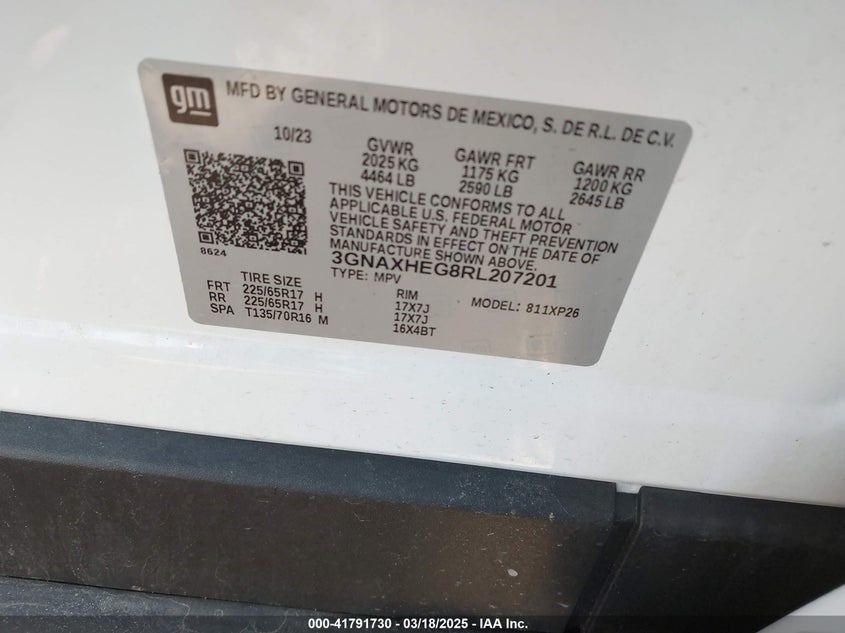 gm
MFD BY GENERAL MOTORS DE MEXICO, S. DE R.L. DE C.V.
10/23 GVWR GAWR FRT GAWR RR
2025 KG 1175 KG 1200 KG
4464 LB 2590 LB 2645 LB
THIS VEHICLE CONFORMS TO ALL
APPLICABLE U.S. FEDERAL MOTOR
VEHICLE SAFETY AND THEFT PREVENTION
STANDARDS IN EFFECT ON THE DATE OF
MANUFACTURE SHOWN ABOVE.
8624
3GNAXHEG8RL207201
TYPE: MPV
TIRE SIZE RIM MODEL: 811XP26
FRT 225/65R17 H 17X7J
RR 225/65R17 H 17X7J
SPA T135/70R16 M 16X4BT
000-41791730 - 03/18/2025 - IAA Inc.